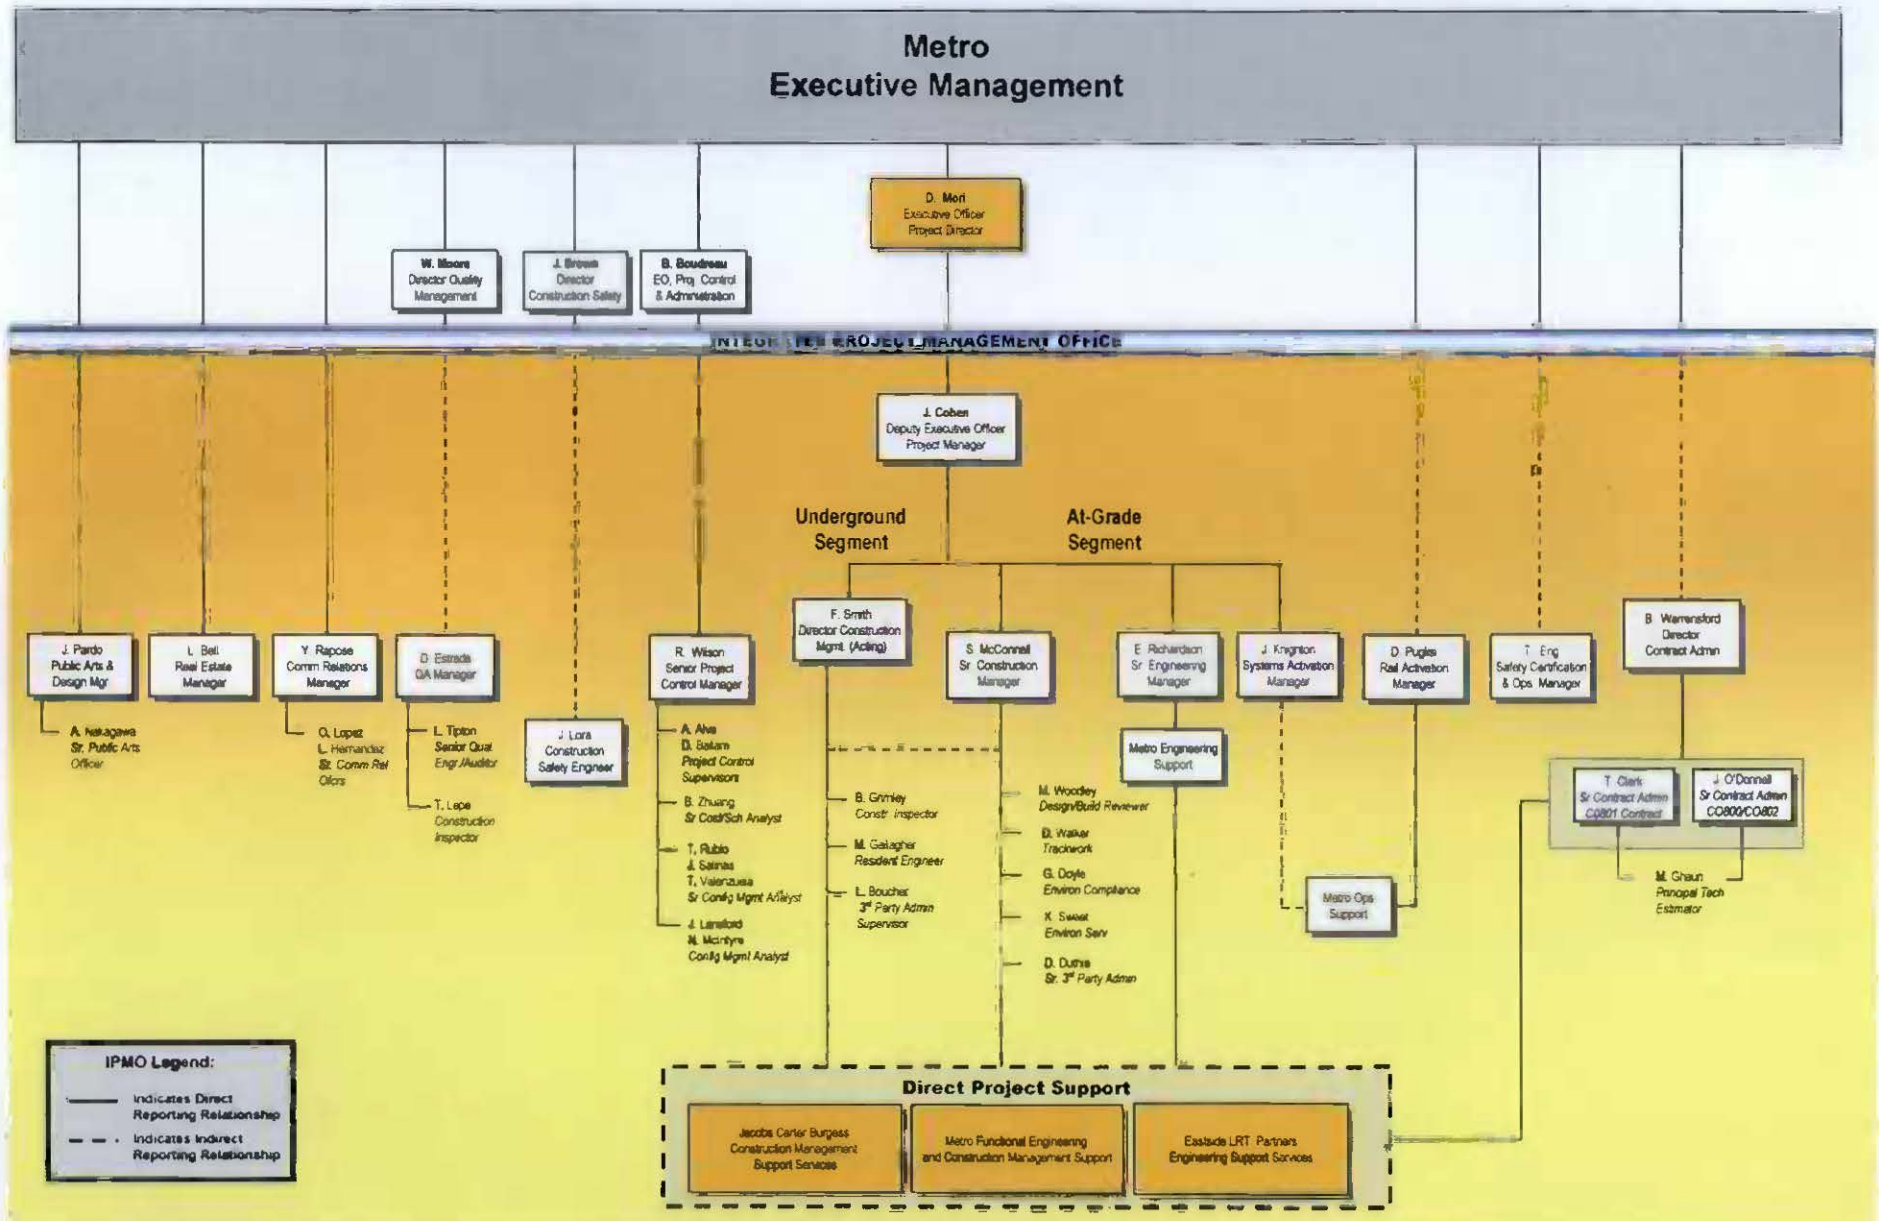 Metro
Executive Management
D. Mori
Executive Officer
Project Director
W. Moore
Director Quality
Management
J. Brown
Director
Construction Safety
B. Boudreau
EO, Proj. Control
& Administration
PROJECT MANAGEMENT OFFICE
J. Cohen
Deputy Executive Officer
Project Manager
Underground
Segment
At-Grade
Segment
J. Pardo
Public Arts &
Design Mgr
L. Bell
Real Estate
Manager
Y. Rapose
Comm Relations
Manager
D. Estrada
QA Manager
J. Lora
Construction
Safety Engineer
R. Wilson
Senior Project
Control Manager
F. Smith
Director Construction
Mgmt. (Acting)
S. McConnell
Sr. Construction
Manager
E. Richardson
Sr. Engineering
Manager
J. Knighton
Systems Activation
Manager
D. Puglisi
Rail Activation
Manager
T. Eng
Safety Certification
& Ops. Manager
B. Warrensford
Director
Contract Admin
A. Nakagawa
Sr. Public Arts
Officer
O. Lopez
L. Hernandez
Sr. Comm Rel
L. Tipton
Senior Qual
Engr./Auditor
T. Lepe
Construction
Inspector
A. Alva
D.
Project Control
Supervisors
B. Zhuang
Sr Cost/Sch Analyst
T. Rubio
J. Salinas
T. Valenzuela
Sr Config Mgmt Analyst
J. Lansford
N. McIntyre
Config Mgmt Analyst
B. Grimley
Constr. Inspector
M. Gallagher
Resident Engineer
L. Boucher
3rd Party Admin
Supervisor
M. Woodley
Design/Build Reviewer
D. Walker
Trackwork
G. Doyle
Environ Compliance
K. Sweet
Environ Serv
D. Duthie
Sr. 3rd Party Admin
Metro Engineering
Support
Metro Ops
Support
T. Clark
Sr Contract Admin
C0801 Contract
J. O'Donnell
Sr Contract Admin
CO800/CO802
M. Ghaun
Principal Tech
Estimator
IPMO Legend:
Indicates Direct
Reporting Relationship
Indicates Indirect
Reporting Relationship
Direct Project Support
Jacobs Carter Burgess
Construction Management
Support Services
Metro Functional Engineering
and Construction Management Support
Eastside LRT Partners
Engineering Support Services